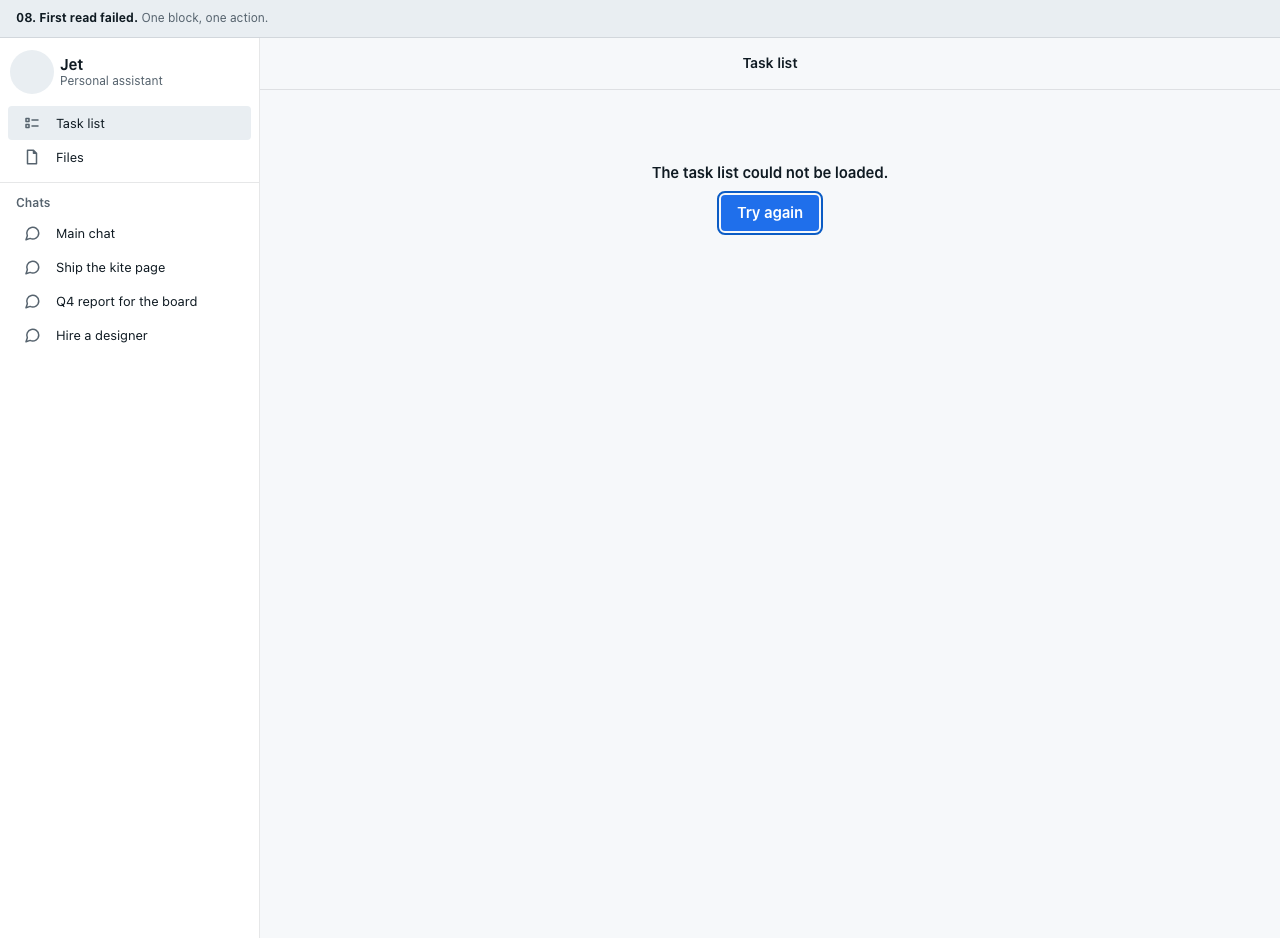 08. First read failed. One block, one action.
Jet
Personal assistant
Task list
Files
Chats
Main chat
Ship the kite page
Q4 report for the board
Hire a designer
Task list
The task list could not be loaded.
Try again